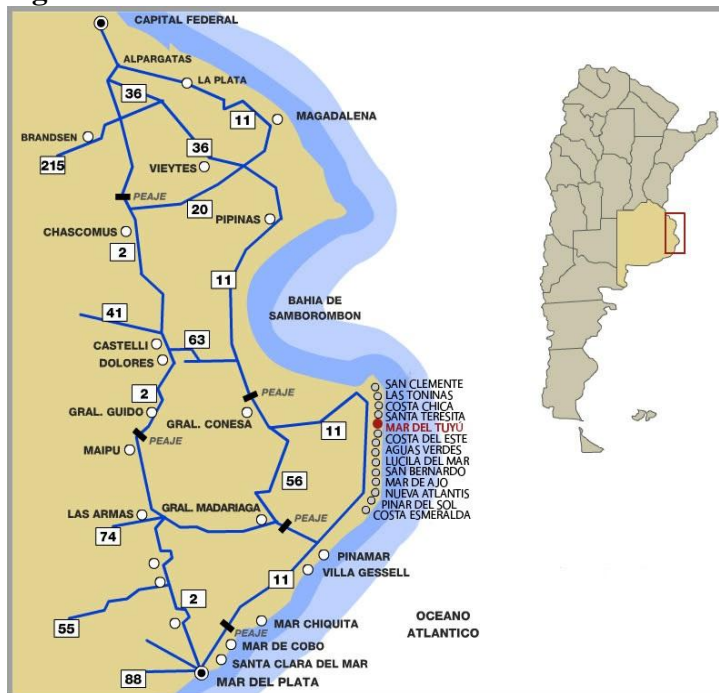 CAPITAL FEDERAL
ALPARGATAS
LA PLATA
36
11
MAGADALENA
BRANDSEN
36
215
VIEYTES
PEAJE
20
PIPINAS
CHASCOMUS
2
11
BAHIA DE
SAMBOROMBON
41
63
CASTELLI
DOLORES
2
PEAJE
GRAL. GUIDO
GRAL. CONESA
SAN CLEMENTE
LAS TONINAS
COSTA CHICA
SANTA TERESITA
MAR DEL TUYÚ
COSTA DEL ESTE
AGUAS VERDES
LUCILA DEL MAR
SAN BERNARDO
MAR DE AJO
NUEVA ATLANTIS
PINAR DEL SOL
COSTA ESMERALDA
11
PEAJE
MAIPU
56
LAS ARMAS
GRAL. MADARIAGA
PEAJE
74
PINAMAR
VILLA GESSELL
11
2
MAR CHIQUITA
OCEANO
ATLANTICO
55
PEAJE
MAR DE COBO
SANTA CLARA DEL MAR
88
MAR DEL PLATA